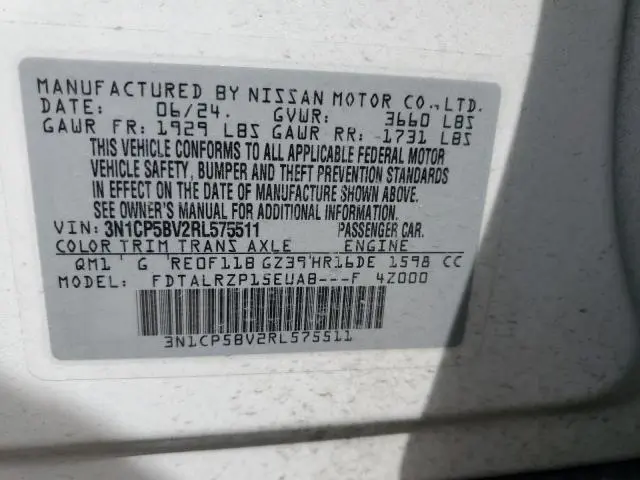 MANUFACTURED BY NISSAN MOTOR CO.,LTD.
DATE: 06/24. GVWR: 3660 LBS
GAWR FR: 1929 LBS GAWR RR: 1731 LBS
THIS VEHICLE CONFORMS TO ALL APPLICABLE FEDERAL MOTOR
VEHICLE SAFETY, BUMPER AND THEFT PREVENTION STANDARDS
IN EFFECT ON THE DATE OF MANUFACTURE SHOWN ABOVE.
SEE OWNER'S MANUAL FOR ADDITIONAL INFORMATION.
VIN: 3N1CP5BV2RL575511 PASSENGER CAR.
COLOR TRIM TRANS AXLE ENGINE
QM1 G RE0F11B GZ39 HR16DE 1598 CC
MODEL: FDTALRZP15EUAB---F 4Z000
3N1CP5BV2RL575511